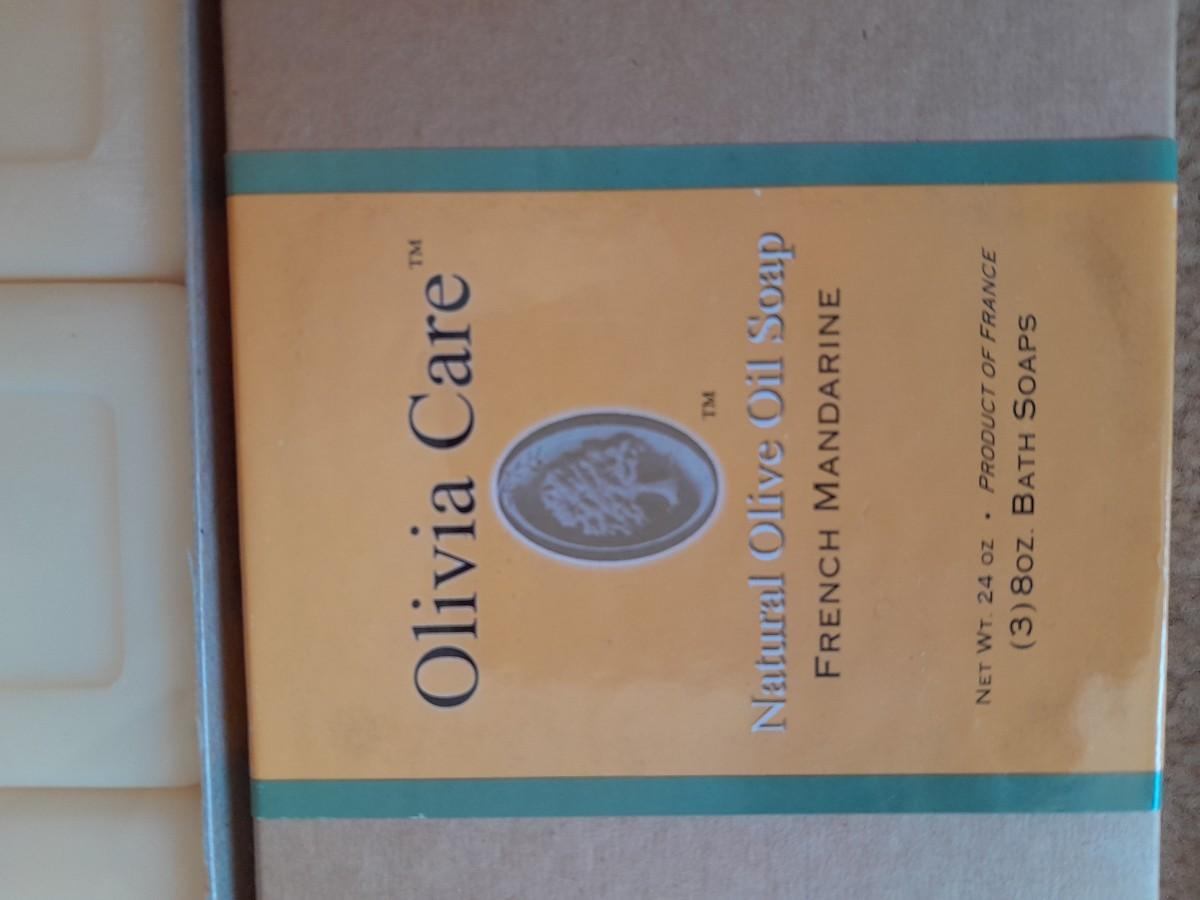 Olivia Care™
™
Natural Olive Oil Soap
FRENCH MANDARINE
NET WT. 24 OZ • PRODUCT OF FRANCE
(3) 8OZ. BATH SOAPS